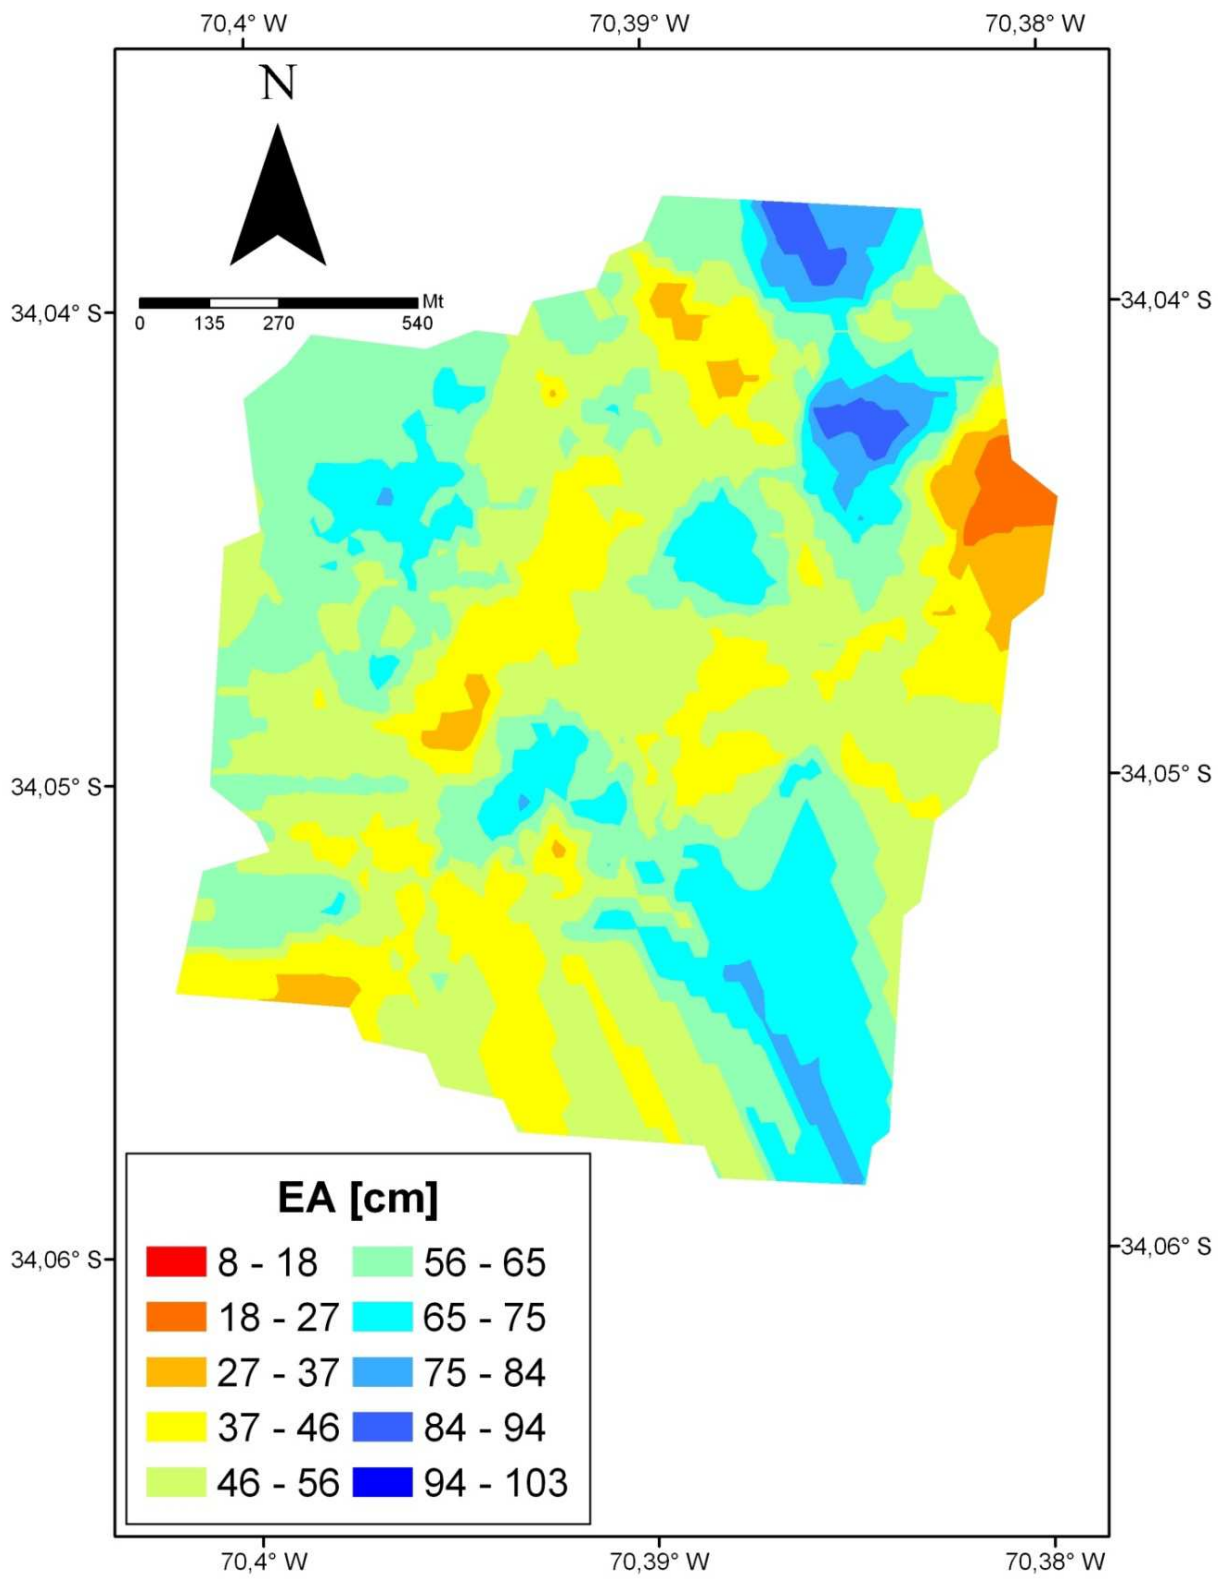 70,4° W 70,39° W 70,38° W
N
Mt
0 135 270 540
34,04° S 34,04° S
34,05° S 34,05° S
EA [cm]
8 - 18 56 - 65
18 - 27 65 - 75
27 - 37 75 - 84
37 - 46 84 - 94
46 - 56 94 - 103
34,06° S 34,06° S
70,4° W 70,39° W 70,38° W